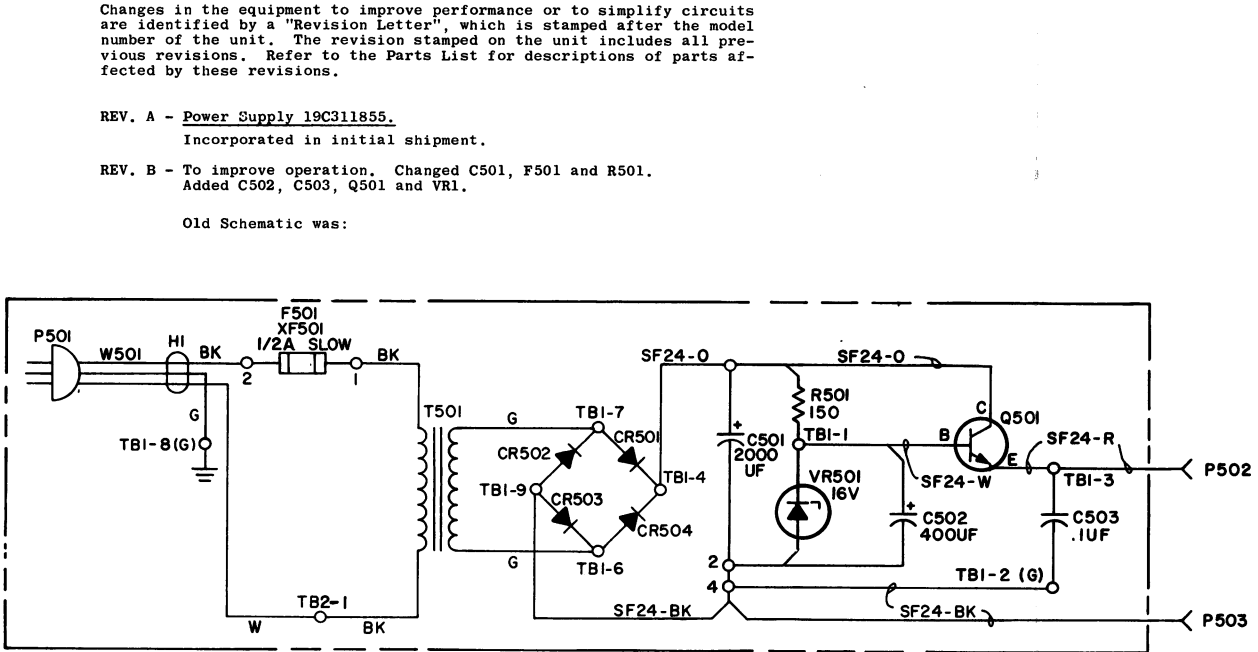 Changes in the equipment to improve performance or to simplify circuits
are identified by a "Revision Letter", which is stamped after the model
number of the unit. The revision stamped on the unit includes all pre-
vious revisions. Refer to the Parts List for descriptions of parts af-
fected by these revisions.
REV. A - Power Supply 19C311855.
Incorporated in initial shipment.
REV. B - To improve operation. Changed C501, F501 and R501.
Added C502, C503, Q501 and VR1.
Old Schematic was:
F501
XF501
1/2A SLOW
P501
W501
H1
BK
2
1
BK
G
TB1-8(G)
T501
G
TB1-7
CR501
CR502
TB1-9
CR503
TB1-4
CR504
G
TB1-6
TB2-1
W
BK
SF24-O
SF24-O
R501
150
C
Q501
+
C501
2000
UF
TB1-1
B
E
SF24-R
P502
VR501
16V
SF24-W
TB1-3
+
C502
400UF
C503
.1UF
2
4
TB1-2 (G)
SF24-BK
SF24-BK
P503